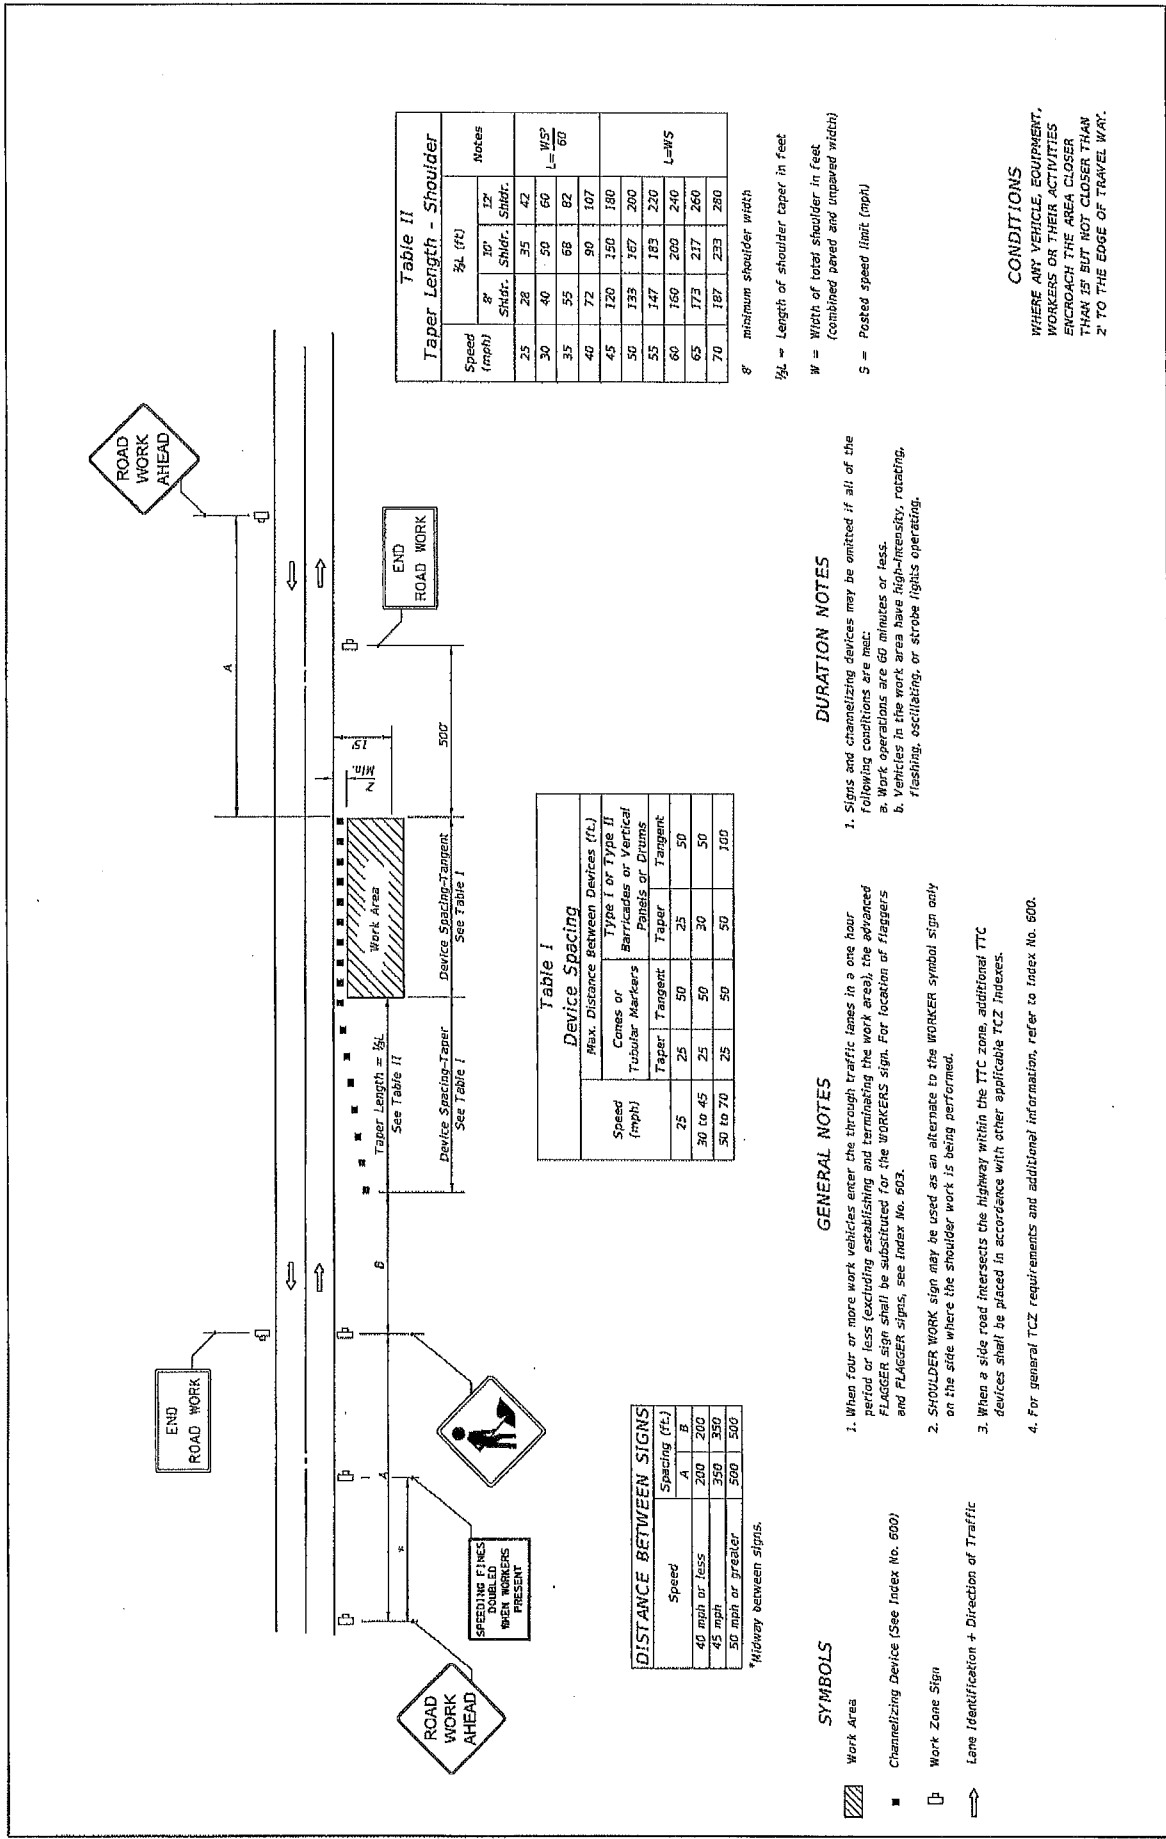 ROAD
WORK
AHEAD
END
ROAD WORK
A
15'
2'
Min.
END
ROAD WORK
500'
Work Area
Taper Length = ⅓L
See Table II
Device Spacing-Taper
See Table I
Device Spacing-Tangent
See Table I
B
A
*
SPEEDING FINES
DOUBLED
WHEN WORKERS
PRESENT
ROAD
WORK
AHEAD
DISTANCE BETWEEN SIGNS
Speed Spacing (ft.)
A B
40 mph or less 200 200
45 mph 350 350
50 mph or greater 500 500
*Midway between signs.
Table I
Device Spacing
Speed (mph) Max. Distance Between Devices (ft.)
Cones or Tubular Markers Type I or Type II Barricades or Vertical Panels or Drums
Taper Tangent Taper Tangent
25 25 50 25 50
30 to 45 25 50 30 50
50 to 70 25 50 50 100
Table II
Taper Length - Shoulder
Speed (mph) ⅓L (ft) Notes
8' Shldr. 10' Shldr. 12' Shldr.
25 28 35 42
30 40 50 60
35 55 68 82
40 72 90 107
L= WS²/60
45 120 150 180
50 133 167 200
55 147 183 220
60 160 200 240
65 173 217 260
70 187 233 280
L=WS
8' minimum shoulder width
⅓L = Length of shoulder taper in feet
W = Width of total shoulder in feet
(combined paved and unpaved width)
S = Posted speed limit (mph)
SYMBOLS
Work Area
Channelizing Device (See Index No. 600)
Work Zone Sign
Lane Identification + Direction of Traffic
GENERAL NOTES
1. When four or more work vehicles enter the through traffic lanes in a one hour
period or less (excluding establishing and terminating the work area), the advanced
FLAGGER sign shall be substituted for the WORKERS sign. For location of flaggers
and FLAGGER signs, see Index No. 603.
2. SHOULDER WORK sign may be used as an alternate to the WORKER symbol sign only
on the side where the shoulder work is being performed.
3. When a side road intersects the highway within the TTC zone, additional TTC
devices shall be placed in accordance with other applicable TCZ Indexes.
4. For general TCZ requirements and additional information, refer to Index No. 600.
DURATION NOTES
1. Signs and channelizing devices may be omitted if all of the
following conditions are met:
a. Work operations are 60 minutes or less.
b. Vehicles in the work area have high-intensity, rotating,
flashing, oscillating, or strobe lights operating.
CONDITIONS
WHERE ANY VEHICLE, EQUIPMENT,
WORKERS OR THEIR ACTIVITIES
ENCROACH THE AREA CLOSER
THAN 15' BUT NOT CLOSER THAN
2' TO THE EDGE OF TRAVEL WAY.